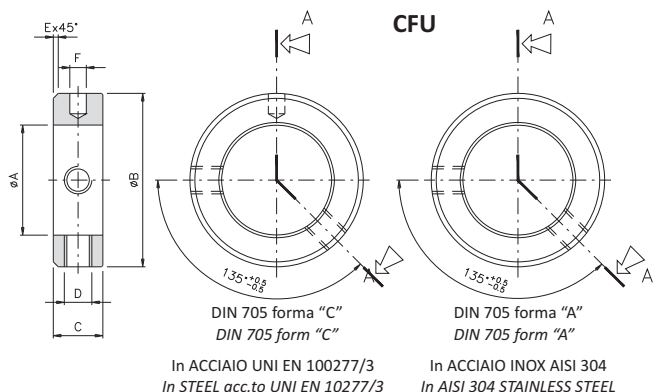 CFU
A
A
Ex45°
F
øA
øB
D
C
135°+0.5
-0.5
A
135°+0.5
-0.5
A
DIN 705 forma “C”
DIN 705 form “C”
DIN 705 forma “A”
DIN 705 form “A”
In ACCIAIO UNI EN 100277/3
In STEEL acc.to UNI EN 10277/3
In ACCIAIO INOX AISI 304
In AISI 304 STAINLESS STEEL